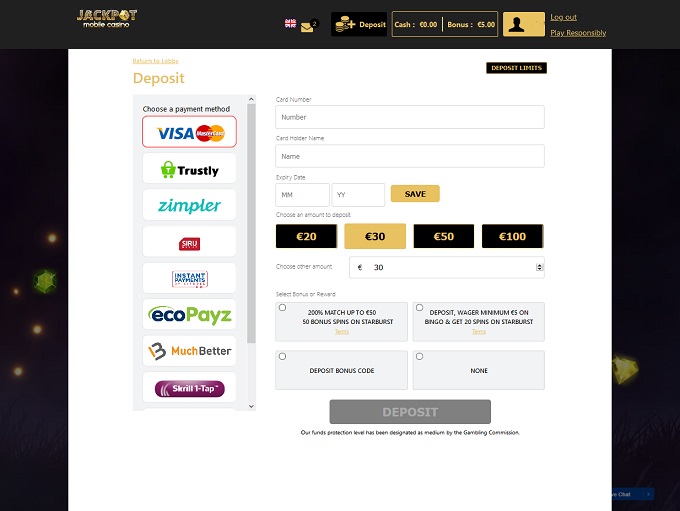 JACKPOT
mobile casino
2
Deposit
Cash : €0.00
Bonus : €5.00
Log out
Play Responsibly
Return to Lobby
Deposit
DEPOSIT LIMITS
Choose a payment method
VISA MasterCard
Trustly
zimpler
SIRU
INSTANT
PAYMENTS
ecoPayz
MuchBetter
Skrill 1-Tap™
Card Number
Number
Card Holder Name
Name
Expiry Date
MM
YY
SAVE
Choose an amount to deposit
€20
€30
€50
€100
Choose other amount
€ 30
Select Bonus or Reward
200% MATCH UP TO €50
50 BONUS SPINS ON STARBURST
Terms
DEPOSIT, WAGER MINIMUM €5 ON
BINGO & GET 20 SPINS ON STARBURST
Terms
DEPOSIT BONUS CODE
NONE
DEPOSIT
Our funds protection level has been designated as medium by the Gambling Commission.
ve Chat